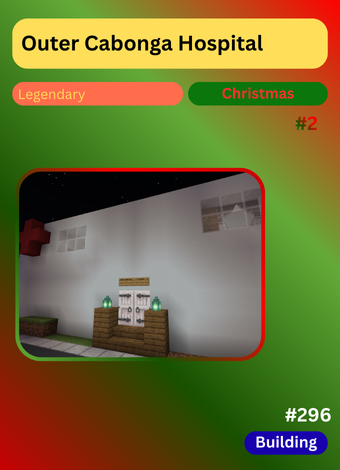 Outer Cabonga Hospital
Legendary
Christmas
#2
#296
Building